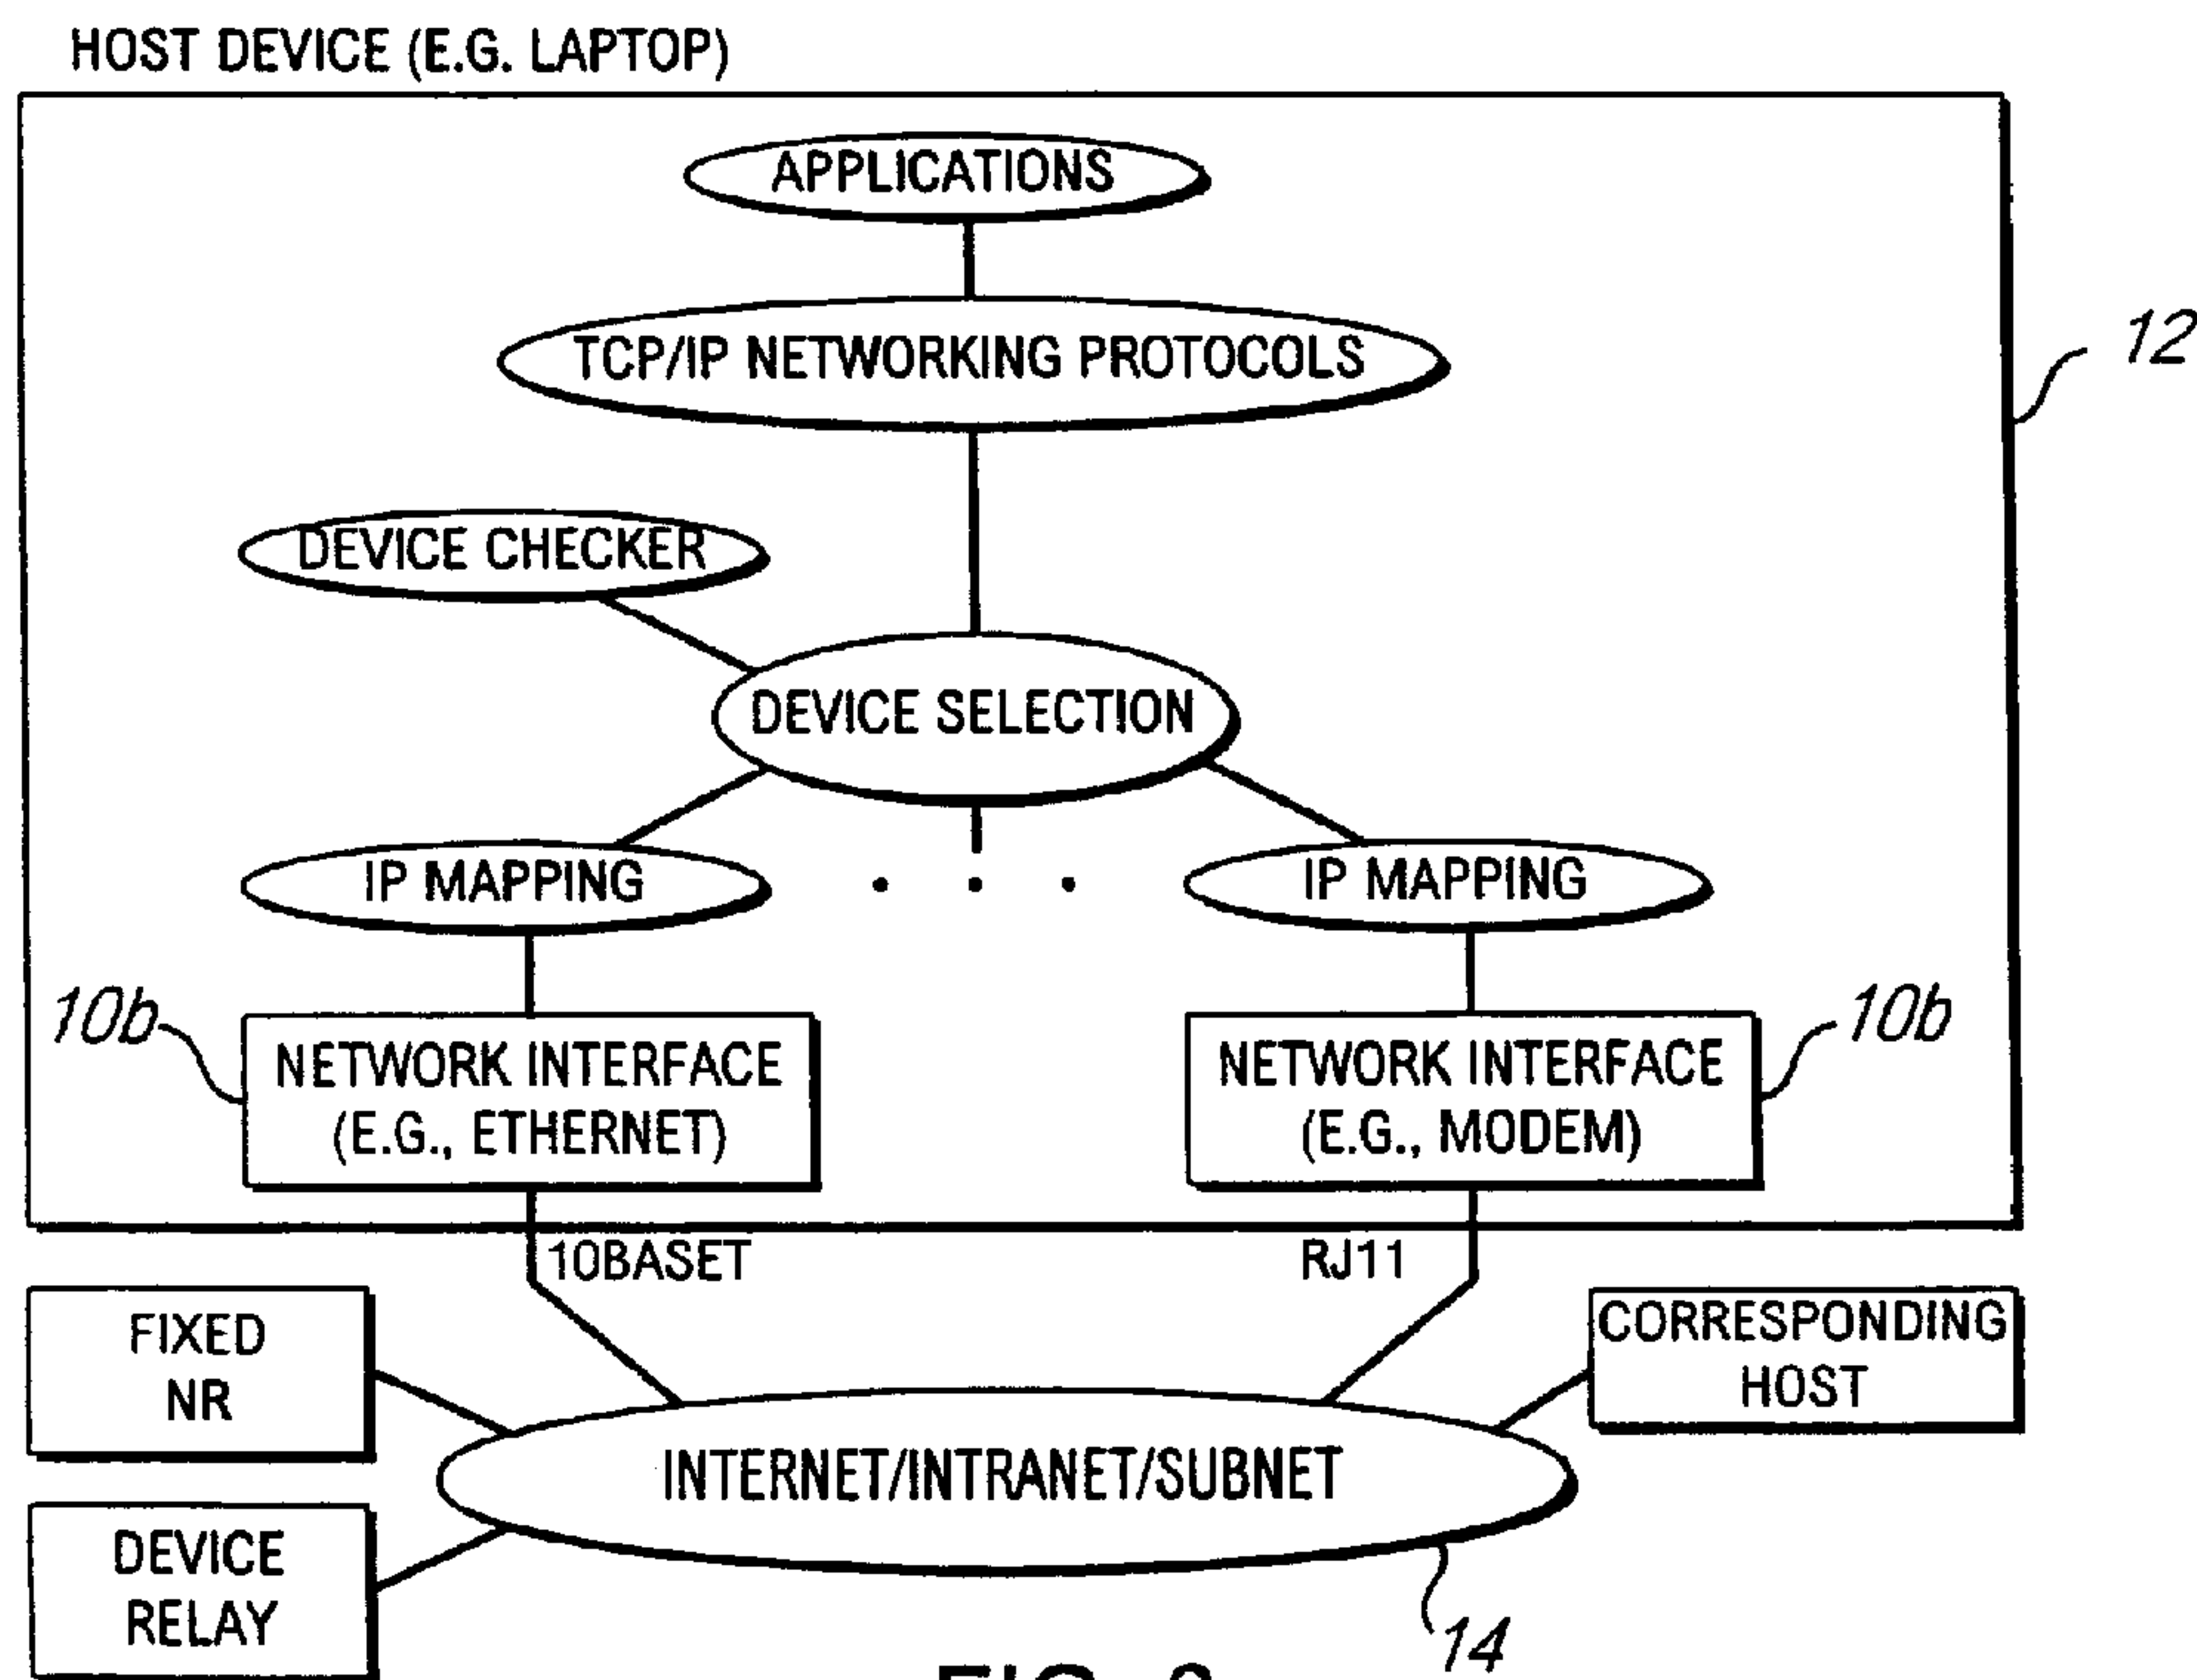 HOST DEVICE (E.G. LAPTOP)
APPLICATIONS
TCP/IP NETWORKING PROTOCOLS
12
DEVICE CHECKER
DEVICE SELECTION
IP MAPPING
. . .
IP MAPPING
10b
NETWORK INTERFACE
(E.G., ETHERNET)
NETWORK INTERFACE
(E.G., MODEM)
10b
10BASET
RJ11
FIXED
NR
CORRESPONDING
HOST
INTERNET/INTRANET/SUBNET
DEVICE
RELAY
14
FIG.